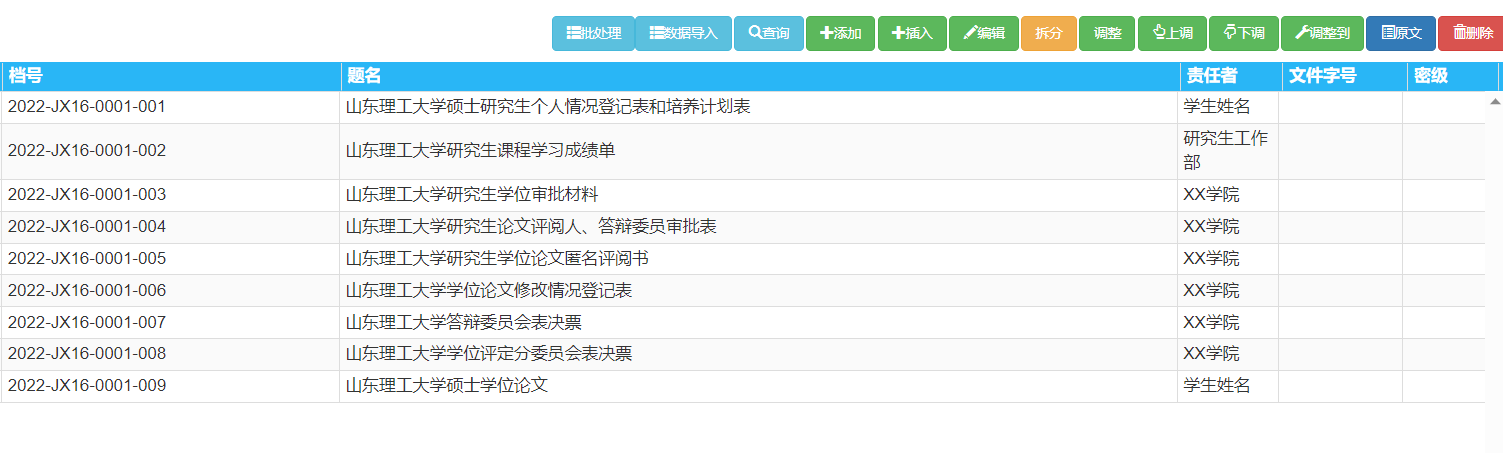 批处理 数据导入 查询 添加 插入 编辑 拆分 调整 上调 下调 调整到 原文 删除
档号 题名 责任者 文件字号 密级
2022-JX16-0001-001 山东理工大学硕士研究生个人情况登记表和培养计划表 学生姓名
2022-JX16-0001-002 山东理工大学研究生课程学习成绩单 研究生工作
部
2022-JX16-0001-003 山东理工大学研究生学位审批材料 XX学院
2022-JX16-0001-004 山东理工大学研究生论文评阅人、答辩委员审批表 XX学院
2022-JX16-0001-005 山东理工大学研究生学位论文匿名评阅书 XX学院
2022-JX16-0001-006 山东理工大学学位论文修改情况登记表 XX学院
2022-JX16-0001-007 山东理工大学答辩委员会表决票 XX学院
2022-JX16-0001-008 山东理工大学学位评定分委员会表决票 XX学院
2022-JX16-0001-009 山东理工大学硕士学位论文 学生姓名